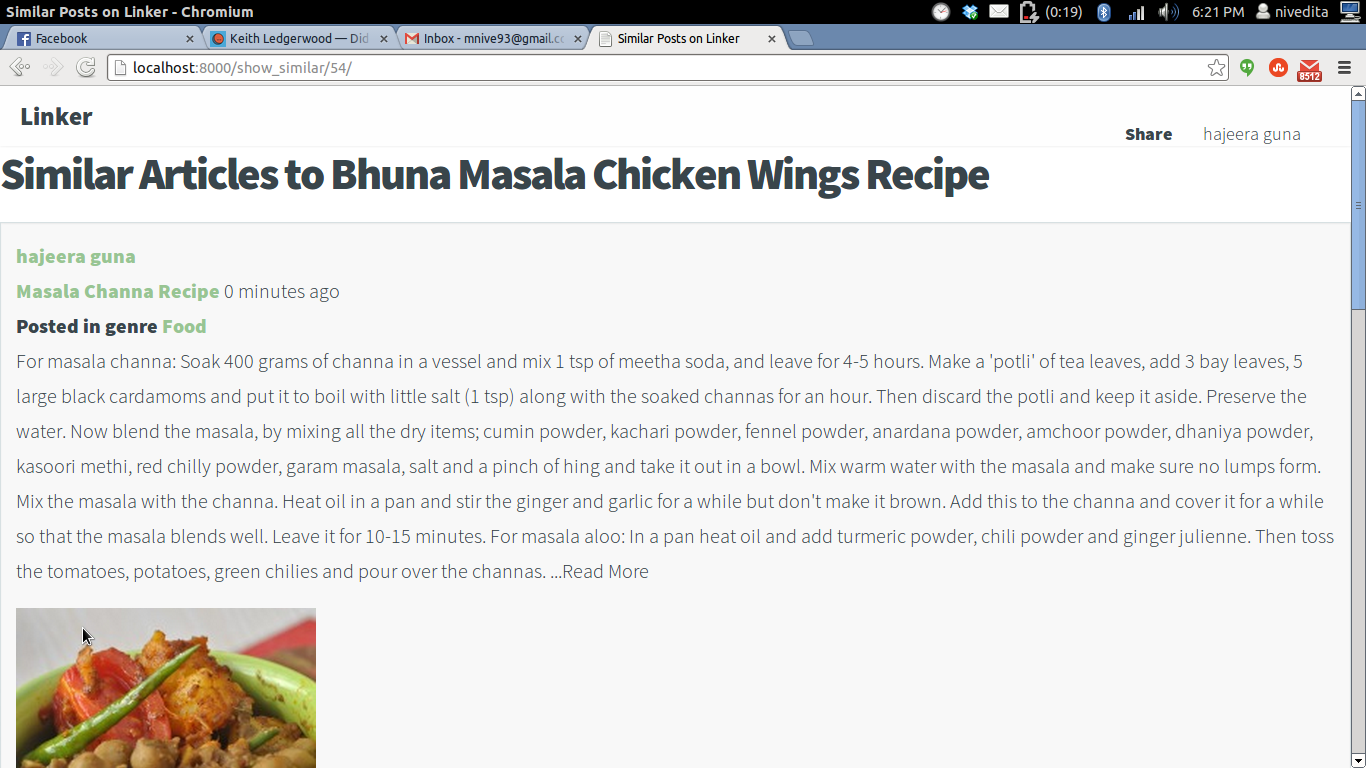 Similar Posts on Linker - Chromium
(0:19)
6:21 PM
nivedita
Facebook
Keith Ledgerwood — Did
Inbox - mnive93@gmail.cc
Similar Posts on Linker
localhost:8000/show_similar/54/
8512
Linker
Share
hajeera guna
Similar Articles to Bhuna Masala Chicken Wings Recipe
hajeera guna
Masala Channa Recipe 0 minutes ago
Posted in genre Food
For masala channa: Soak 400 grams of channa in a vessel and mix 1 tsp of meetha soda, and leave for 4-5 hours. Make a 'potli' of tea leaves, add 3 bay leaves, 5
large black cardamoms and put it to boil with little salt (1 tsp) along with the soaked channas for an hour. Then discard the potli and keep it aside. Preserve the
water. Now blend the masala, by mixing all the dry items; cumin powder, kachari powder, fennel powder, anardana powder, amchoor powder, dhaniya powder,
kasoori methi, red chilly powder, garam masala, salt and a pinch of hing and take it out in a bowl. Mix warm water with the masala and make sure no lumps form.
Mix the masala with the channa. Heat oil in a pan and stir the ginger and garlic for a while but don't make it brown. Add this to the channa and cover it for a while
so that the masala blends well. Leave it for 10-15 minutes. For masala aloo: In a pan heat oil and add turmeric powder, chili powder and ginger julienne. Then toss
the tomatoes, potatoes, green chilies and pour over the channas. ...Read More